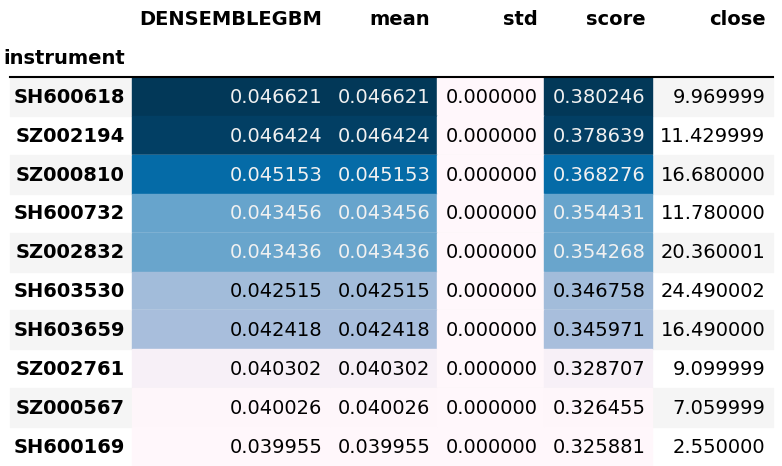 DENSEMBLEGBM mean std score close
instrument
SH600618 0.046621 0.046621 0.000000 0.380246 9.969999
SZ002194 0.046424 0.046424 0.000000 0.378639 11.429999
SZ000810 0.045153 0.045153 0.000000 0.368276 16.680000
SH600732 0.043456 0.043456 0.000000 0.354431 11.780000
SZ002832 0.043436 0.043436 0.000000 0.354268 20.360001
SH603530 0.042515 0.042515 0.000000 0.346758 24.490002
SH603659 0.042418 0.042418 0.000000 0.345971 16.490000
SZ002761 0.040302 0.040302 0.000000 0.328707 9.099999
SZ000567 0.040026 0.040026 0.000000 0.326455 7.059999
SH600169 0.039955 0.039955 0.000000 0.325881 2.550000